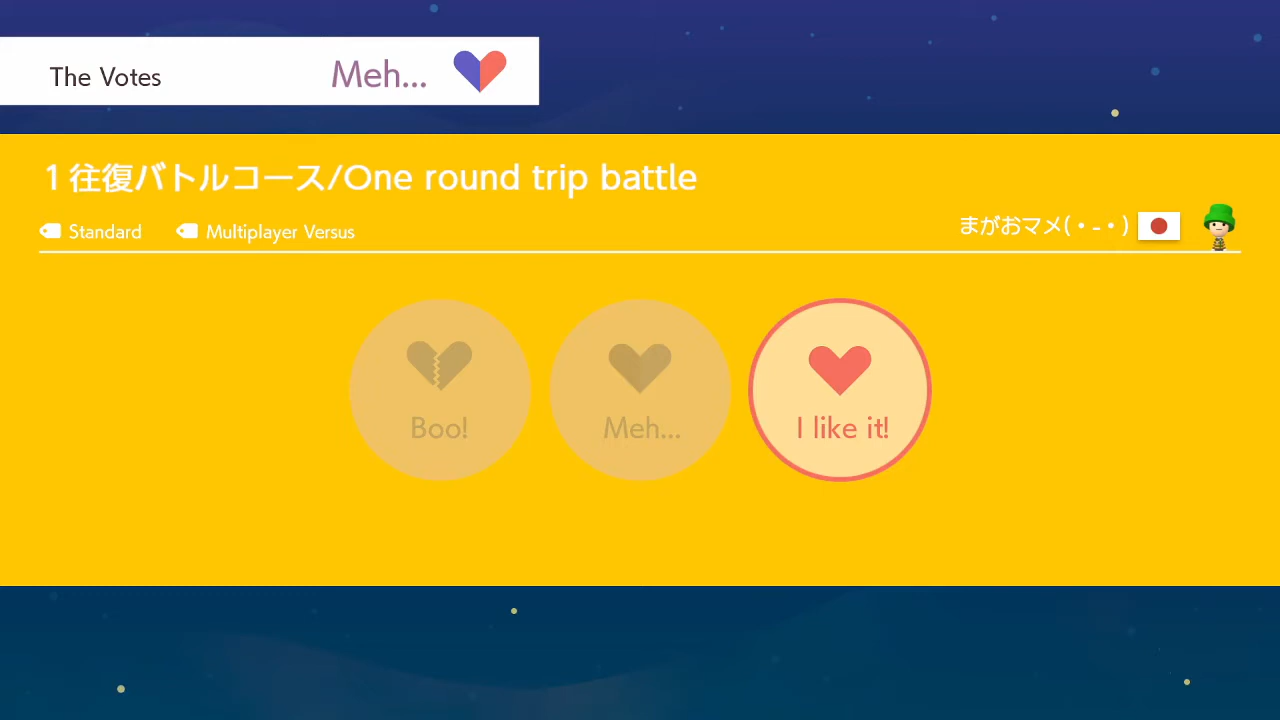 The Votes Meh...
1往復バトルコース/One round trip battle
Standard Multiplayer Versus まがおマメ(・-・)
Boo! Meh... I like it!